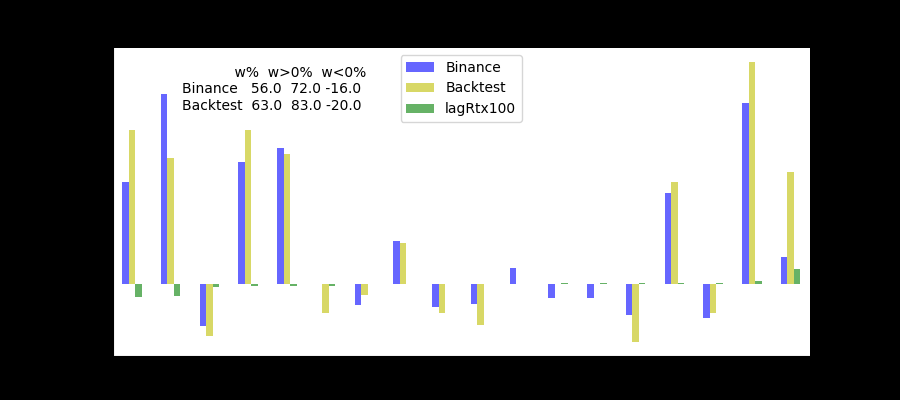 w% w>0% w<0%
Binance 56.0 72.0 -16.0
Backtest 63.0 83.0 -20.0
Binance
Backtest
lagRtx100